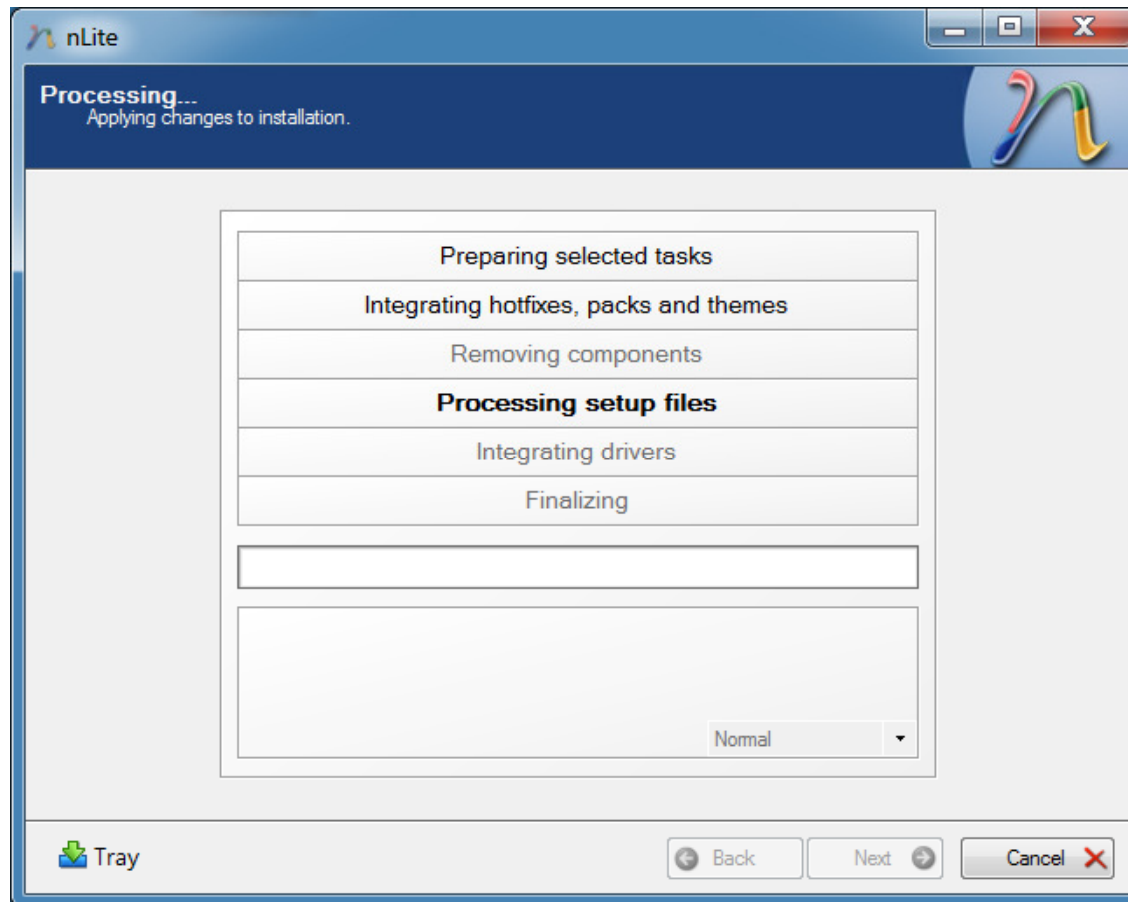 nLite
Processing...
Applying changes to installation.
Preparing selected tasks
Integrating hotfixes, packs and themes
Removing components
Processing setup files
Integrating drivers
Finalizing
Normal
Tray
Back
Next
Cancel